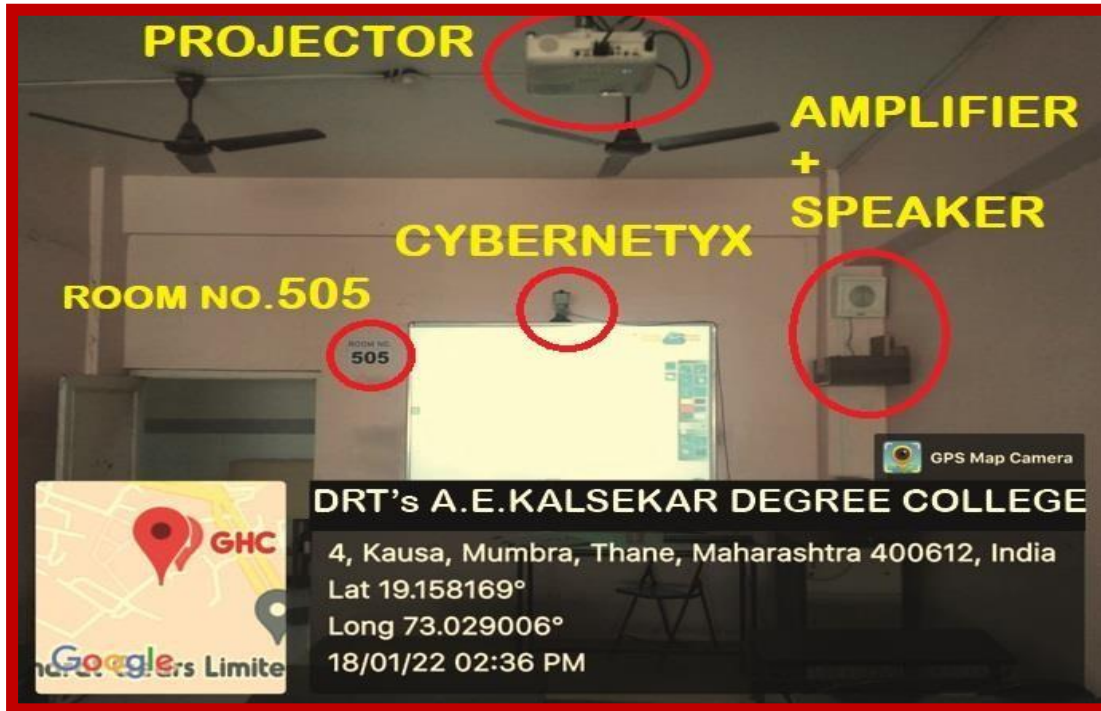 PROJECTOR
AMPLIFIER
+
SPEAKER
CYBERNETYX
ROOM NO.505
ROOM NO.
505
GPS Map Camera
GHC
Google
rs Limite
DRT's A.E.KALSEKAR DEGREE COLLEGE
4, Kausa, Mumbra, Thane, Maharashtra 400612, India
Lat 19.158169°
Long 73.029006°
18/01/22 02:36 PM